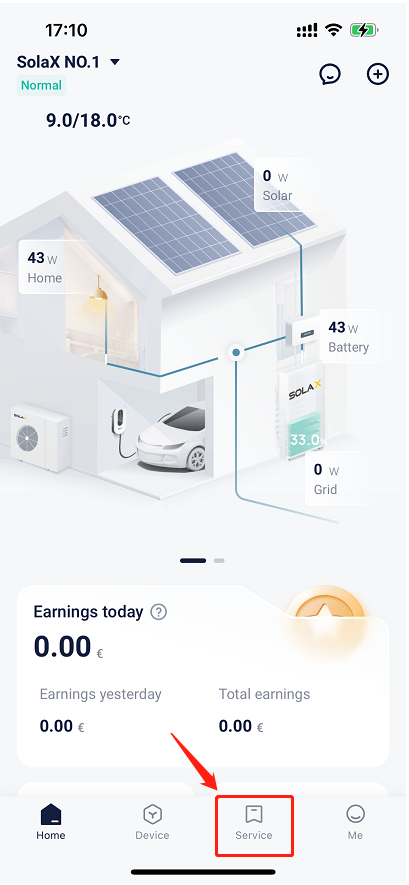 17:10
SolaX NO.1
Normal
9.0/18.0°C
0 W
Solar
43 W
Home
43 W
Battery
SOLAX
33.0
SOLAX
0 W
Grid
Earnings today ?
0.00 €
Earnings yesterday
Total earnings
0.00 €
0.00 €
Home
Device
Service
Me